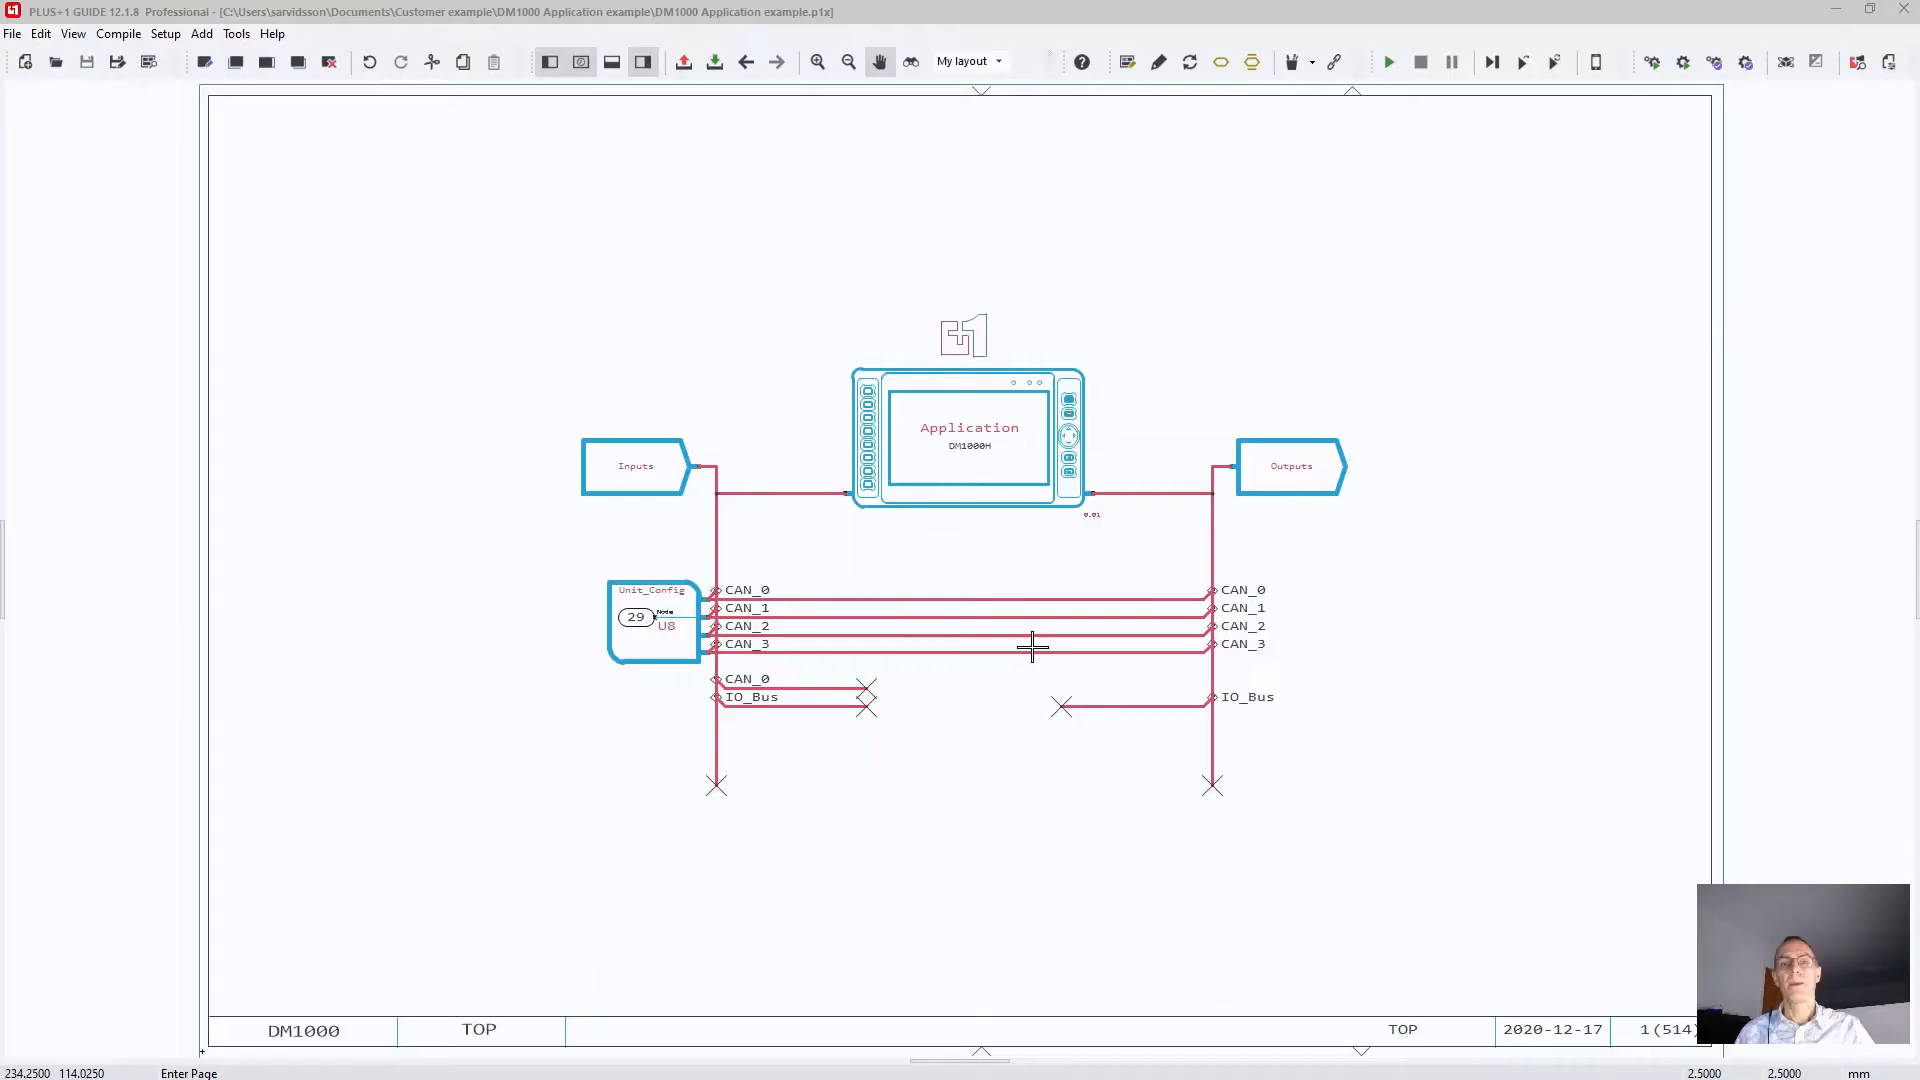 PLUS+1 GUIDE 12.1.8 Professional - [C:\Users\sarvidsson\Documents\Customer example\DM1000 Application example\DM1000 Application example.p1x]
File Edit View Compile Setup Add Tools Help
My layout
Application
DM1000H
Inputs
Outputs
0.01
Unit_Config
29
U8
CAN_0
CAN_1
CAN_2
CAN_3
CAN_0
IO_Bus
CAN_0
CAN_1
CAN_2
CAN_3
IO_Bus
DM1000 TOP TOP 2020-12-17 1(514)
234.2500 114.0250 Enter Page 2.5000 2.5000 mm